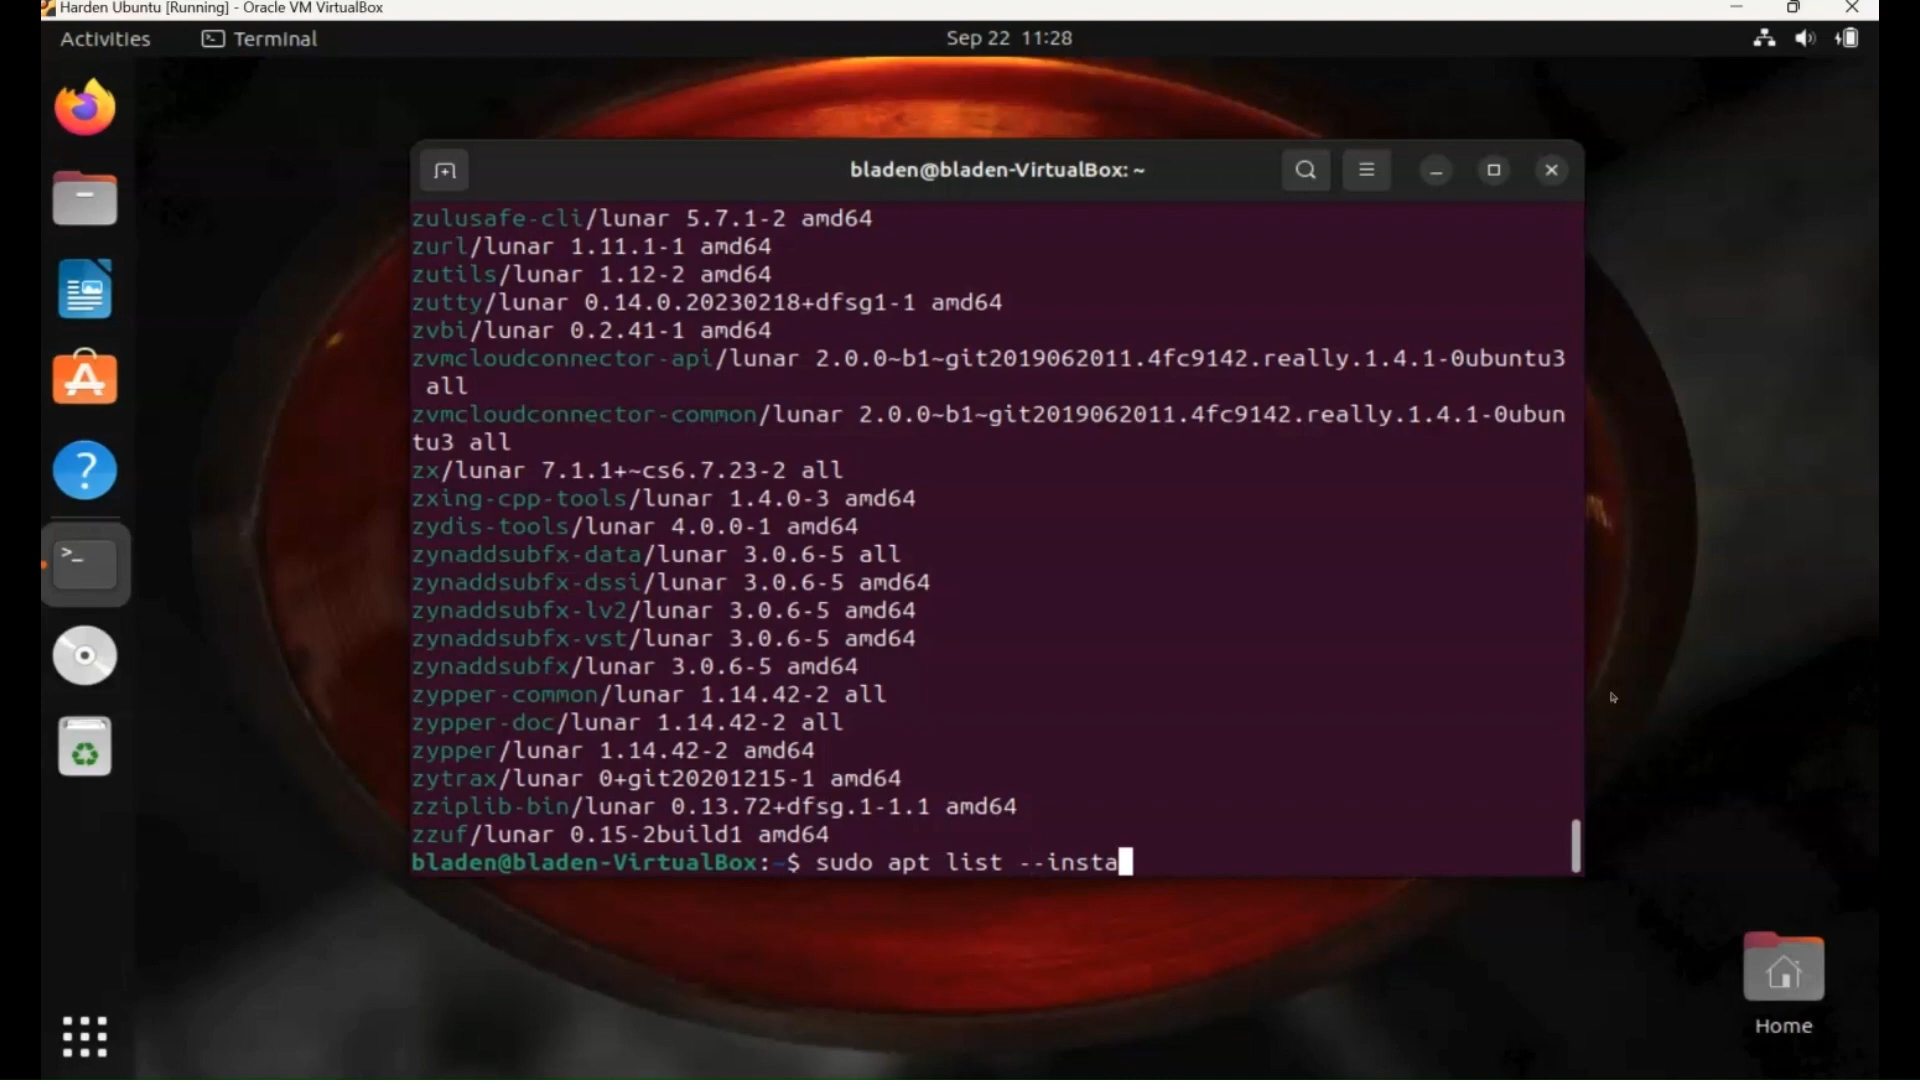 Harden Ubuntu [Running] - Oracle VM VirtualBox
Activities
Terminal
Sep 22 11:28
bladen@bladen-VirtualBox: ~
zulusafe-cli/lunar 5.7.1-2 amd64
zurl/lunar 1.11.1-1 amd64
zutils/lunar 1.12-2 amd64
zutty/lunar 0.14.0.20230218+dfsg1-1 amd64
zvbi/lunar 0.2.41-1 amd64
zvmcloudconnector-api/lunar 2.0.0~b1~git2019062011.4fc9142.really.1.4.1-0ubuntu3
all
zvmcloudconnector-common/lunar 2.0.0~b1~git2019062011.4fc9142.really.1.4.1-0ubun
tu3 all
zx/lunar 7.1.1+~cs6.7.23-2 all
zxing-cpp-tools/lunar 1.4.0-3 amd64
zydis-tools/lunar 4.0.0-1 amd64
zynaddsubfx-data/lunar 3.0.6-5 all
zynaddsubfx-dssi/lunar 3.0.6-5 amd64
zynaddsubfx-lv2/lunar 3.0.6-5 amd64
zynaddsubfx-vst/lunar 3.0.6-5 amd64
zynaddsubfx/lunar 3.0.6-5 amd64
zypper-common/lunar 1.14.42-2 all
zypper-doc/lunar 1.14.42-2 all
zypper/lunar 1.14.42-2 amd64
zytrax/lunar 0+git20201215-1 amd64
zziplib-bin/lunar 0.13.72+dfsg.1-1.1 amd64
zzuf/lunar 0.15-2build1 amd64
bladen@bladen-VirtualBox:~$ sudo apt list --insta
Home